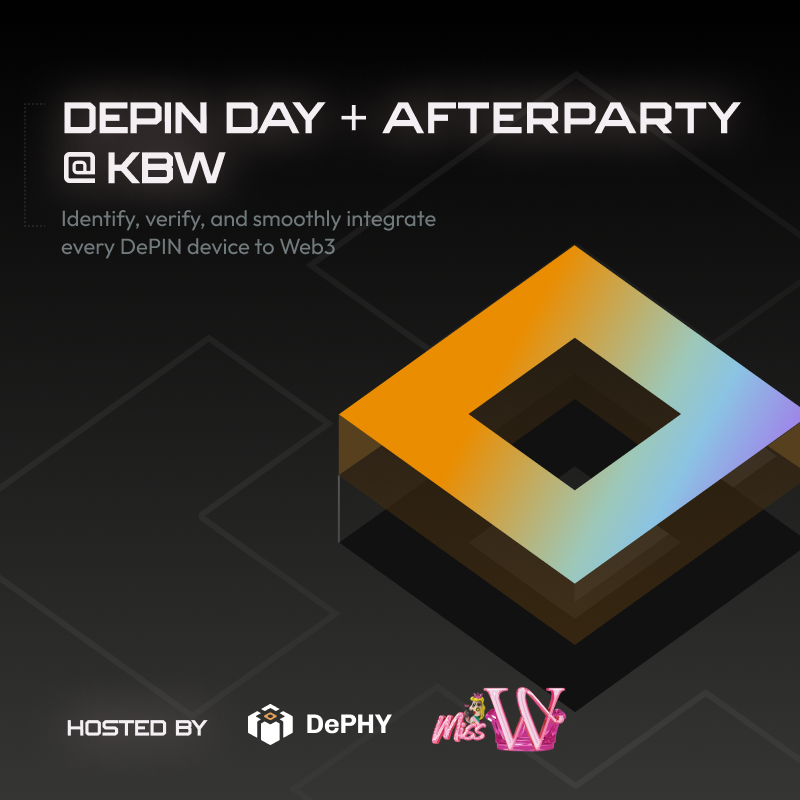 DEPIN DAY + AFTERPARTY
@ KBW
Identify, verify, and smoothly integrate
every DePIN device to Web3
HOSTED BY DePHY Miss W